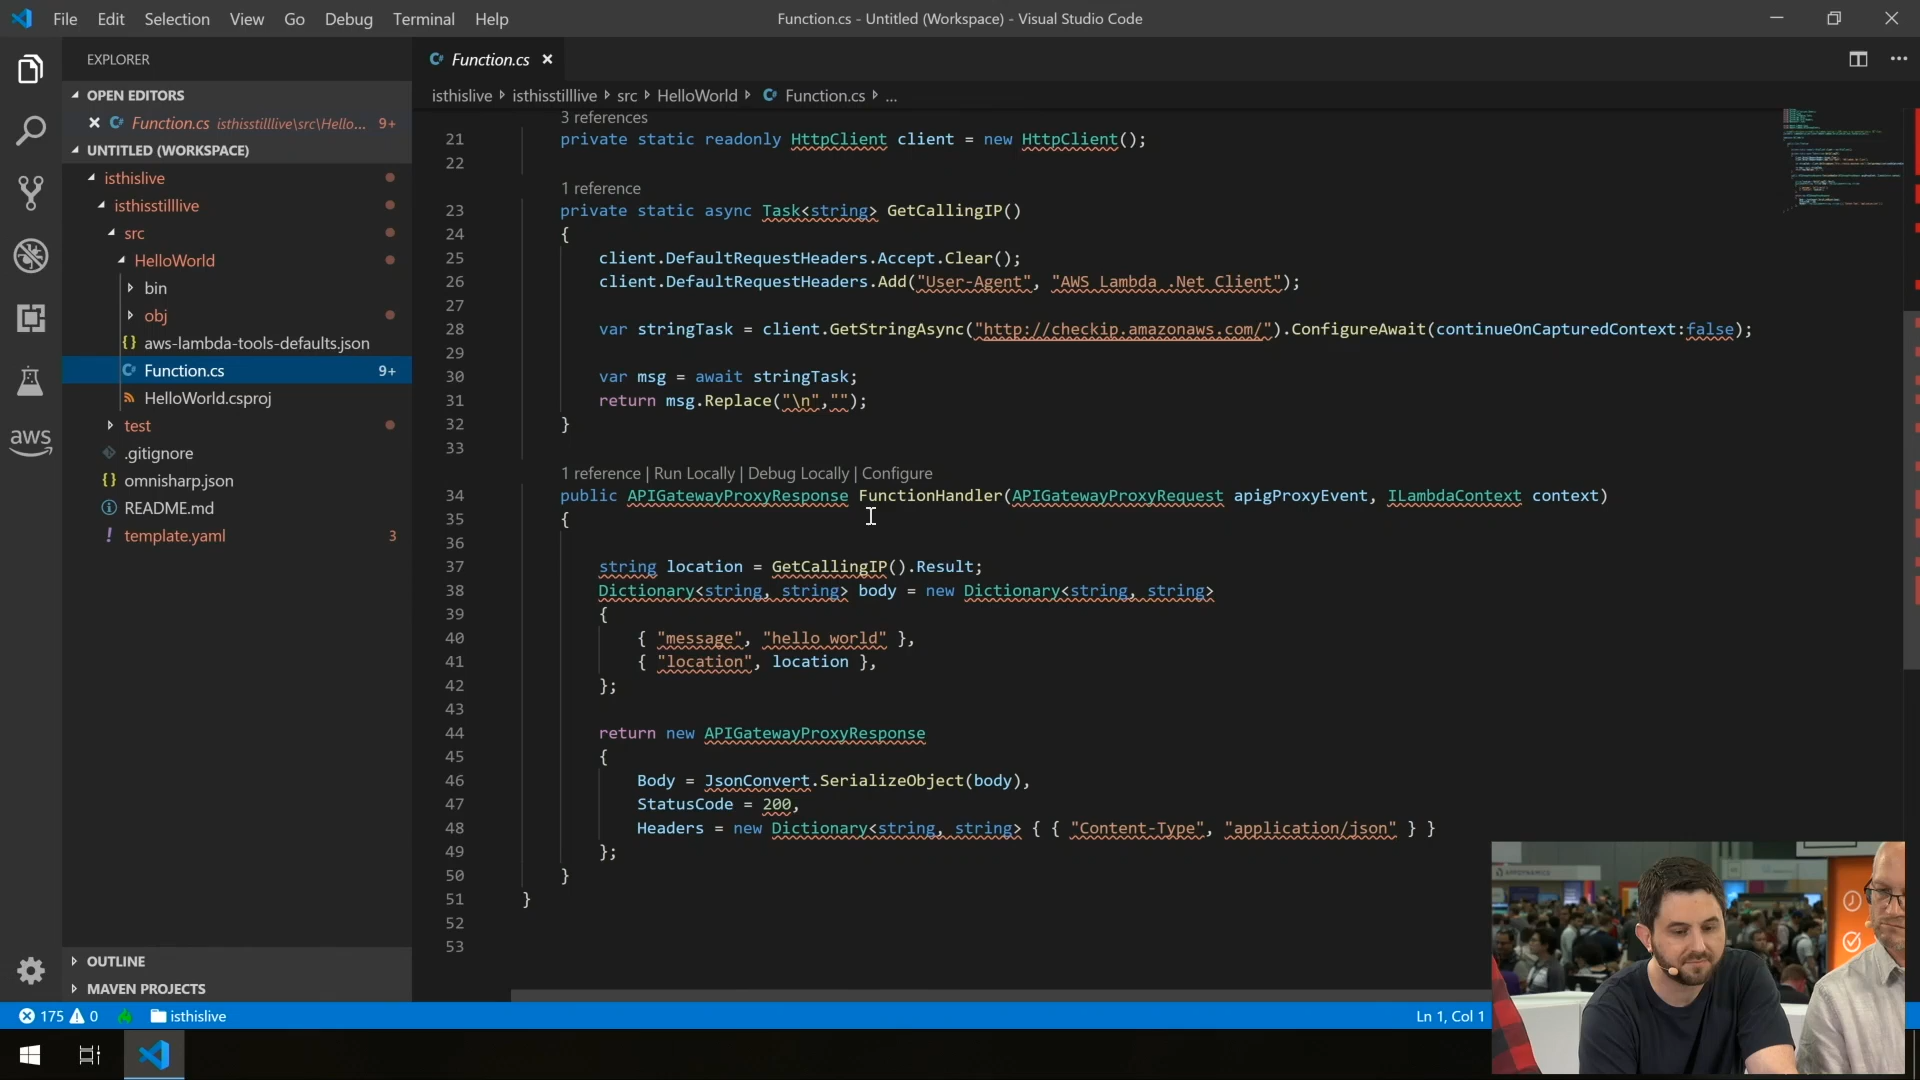 File Edit Selection View Go Debug Terminal Help
Function.cs - Untitled (Workspace) - Visual Studio Code
EXPLORER
OPEN EDITORS
Function.cs isthisstilllive\src\Hello... 9+
UNTITLED (WORKSPACE)
isthislive
isthisstilllive
src
HelloWorld
bin
obj
aws-lambda-tools-defaults.json
Function.cs 9+
HelloWorld.csproj
test
.gitignore
omnisharp.json
README.md
template.yaml 3
OUTLINE
MAVEN PROJECTS
aws
Function.cs
isthislive isthisstilllive src HelloWorld Function.cs ...
3 references
21 private static readonly HttpClient client = new HttpClient();
22
1 reference
23 private static async Task<string> GetCallingIP()
24 {
25 client.DefaultRequestHeaders.Accept.Clear();
26 client.DefaultRequestHeaders.Add("User-Agent", "AWS Lambda .Net Client");
27
28 var stringTask = client.GetStringAsync("http://checkip.amazonaws.com/").ConfigureAwait(continueOnCapturedContext:false);
29
30 var msg = await stringTask;
31 return msg.Replace("\n","");
32 }
33
1 reference | Run Locally | Debug Locally | Configure
34 public APIGatewayProxyResponse FunctionHandler(APIGatewayProxyRequest apigProxyEvent, ILambdaContext context)
35 {
36
37 string location = GetCallingIP().Result;
38 Dictionary<string, string> body = new Dictionary<string, string>
39 {
40 { "message", "hello world" },
41 { "location", location },
42 };
43
44 return new APIGatewayProxyResponse
45 {
46 Body = JsonConvert.SerializeObject(body),
47 StatusCode = 200,
48 Headers = new Dictionary<string, string> { { "Content-Type", "application/json" } }
49 };
50 }
51 }
52
53
175 0 isthislive
Ln 1, Col 1